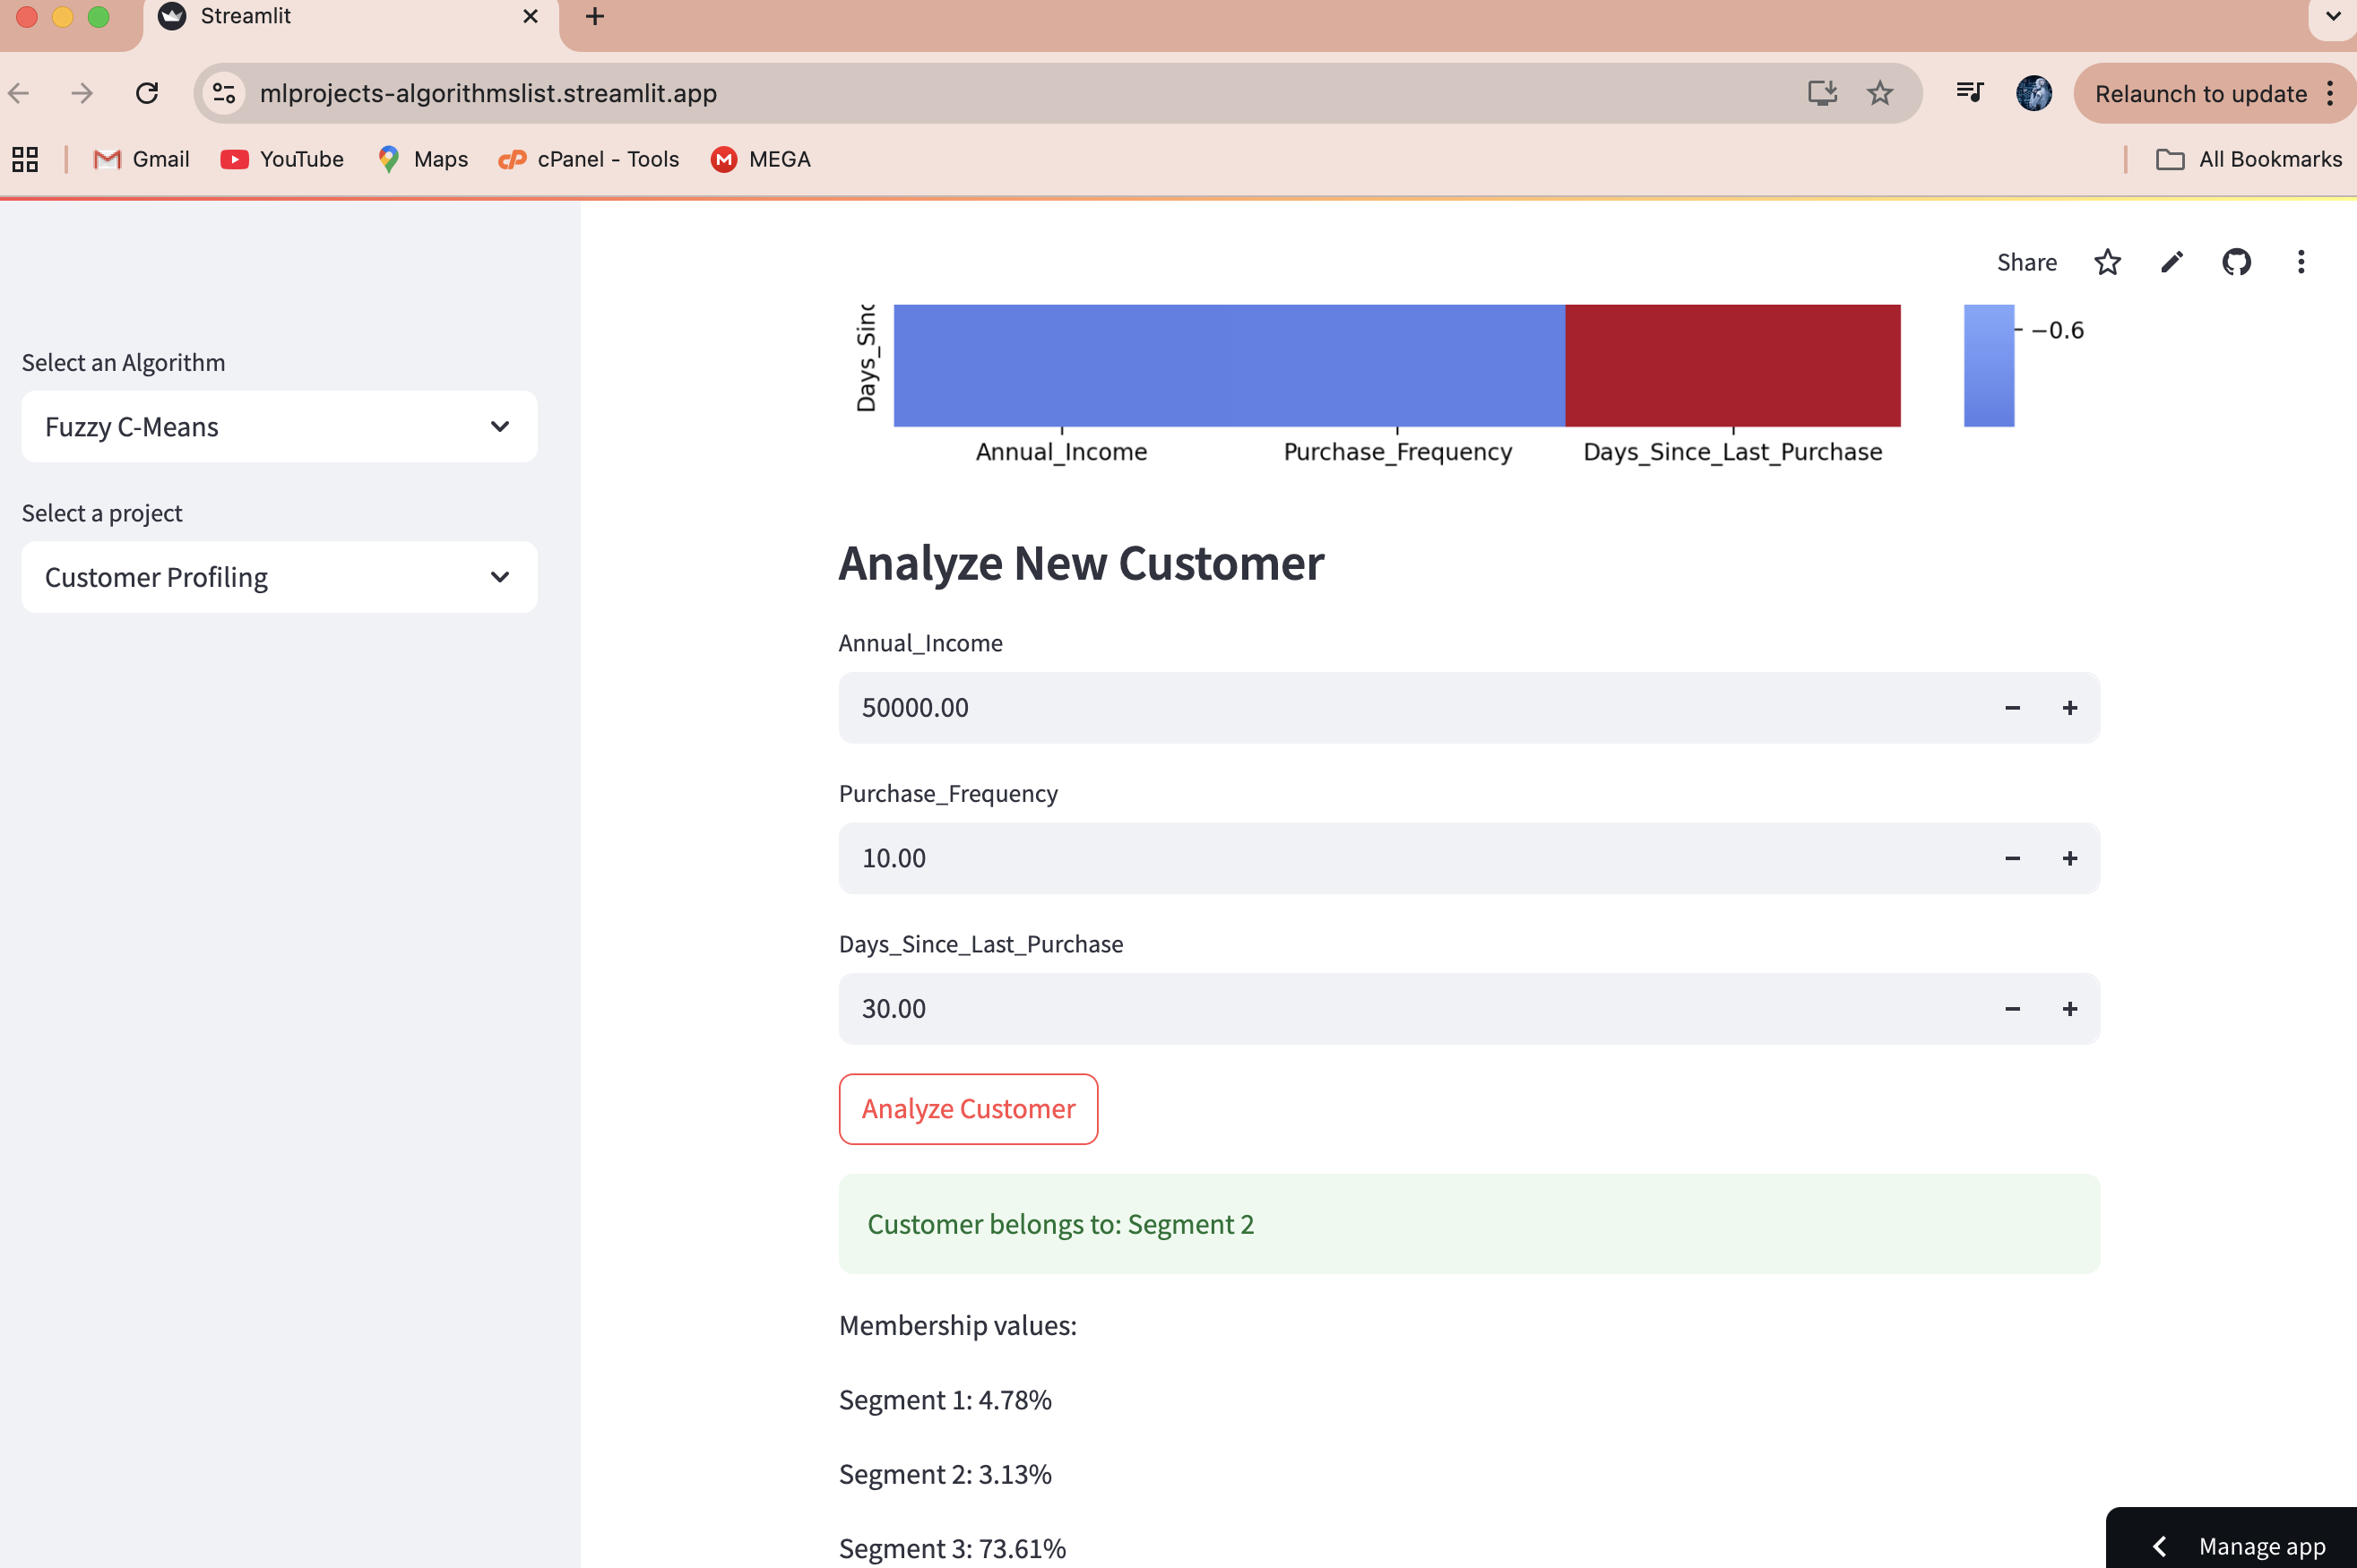 Streamlit
mlprojects-algorithmslist.streamlit.app
Relaunch to update
Gmail
YouTube
cP
Maps
cPanel - Tools
M
MEGA
All Bookmarks
Share
Select an Algorithm
Fuzzy C-Means
Select a project
Customer Profiling
−0.6
Annual_Income
Purchase_Frequency
Days_Since_Last_Purchase
Analyze New Customer
Annual_Income
50000.00
Purchase_Frequency
10.00
Days_Since_Last_Purchase
30.00
Analyze Customer
Customer belongs to: Segment 2
Membership values:
Segment 1: 4.78%
Segment 2: 3.13%
Segment 3: 73.61%
Manage app